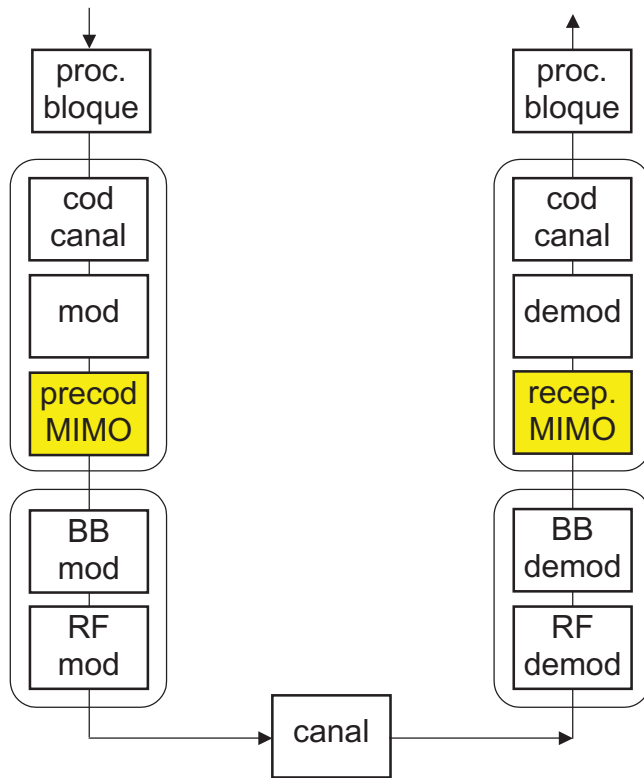 proc.
bloque
cod
canal
mod
precod
MIMO
BB
mod
RF
mod
canal
proc.
bloque
cod
canal
demod
recep.
MIMO
BB
demod
RF
demod